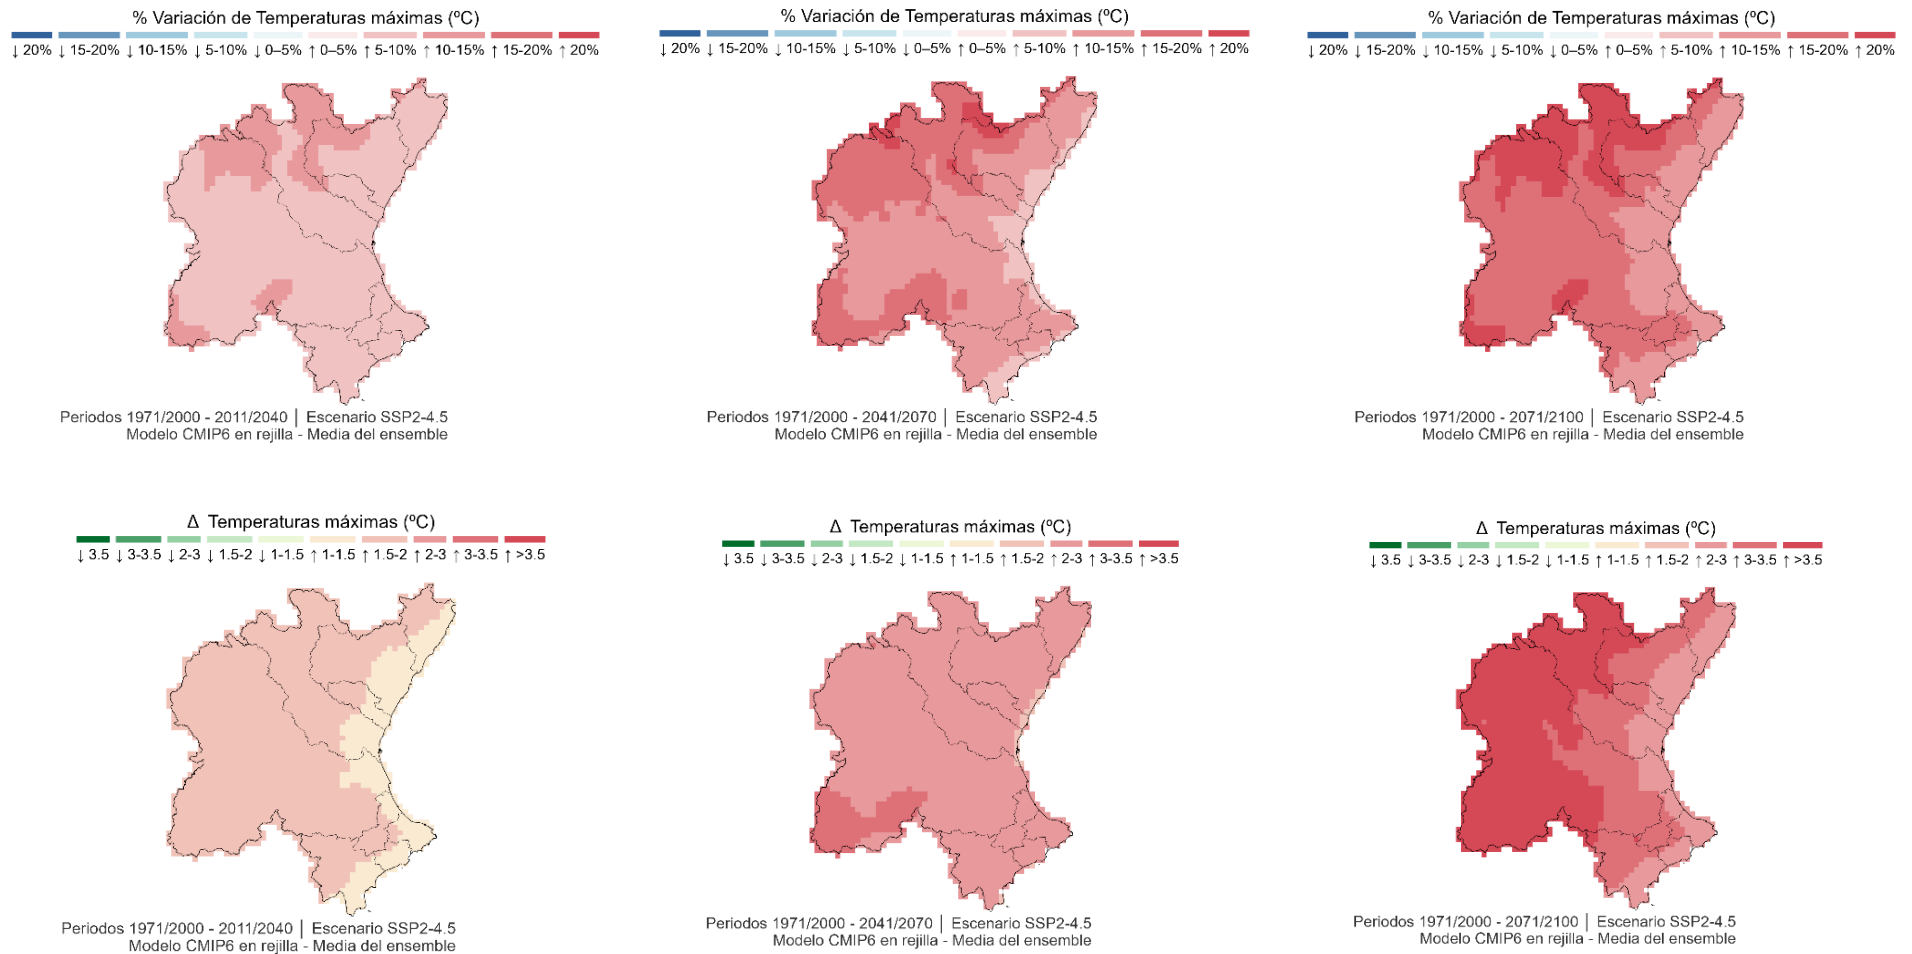 % Variación de Temperaturas máximas (ºC)
↓ 20% ↓ 15-20% ↓ 10-15% ↓ 5-10% ↓ 0–5% ↑ 0–5% ↑ 5-10% ↑ 10-15% ↑ 15-20% ↑ 20%
Periodos 1971/2000 - 2011/2040 │ Escenario SSP2-4.5
Modelo CMIP6 en rejilla - Media del ensemble
% Variación de Temperaturas máximas (ºC)
↓ 20% ↓ 15-20% ↓ 10-15% ↓ 5-10% ↓ 0–5% ↑ 0–5% ↑ 5-10% ↑ 10-15% ↑ 15-20% ↑ 20%
Periodos 1971/2000 - 2041/2070 │ Escenario SSP2-4.5
Modelo CMIP6 en rejilla - Media del ensemble
% Variación de Temperaturas máximas (ºC)
↓ 20% ↓ 15-20% ↓ 10-15% ↓ 5-10% ↓ 0–5% ↑ 0–5% ↑ 5-10% ↑ 10-15% ↑ 15-20% ↑ 20%
Periodos 1971/2000 - 2071/2100 │ Escenario SSP2-4.5
Modelo CMIP6 en rejilla - Media del ensemble
Δ Temperaturas máximas (ºC)
↓ 3.5 ↓ 3-3.5 ↓ 2-3 ↓ 1.5-2 ↓ 1-1.5 ↑ 1-1.5 ↑ 1.5-2 ↑ 2-3 ↑ 3-3.5 ↑ >3.5
Periodos 1971/2000 - 2011/2040 │ Escenario SSP2-4.5
Modelo CMIP6 en rejilla - Media del ensemble
Δ Temperaturas máximas (ºC)
↓ 3.5 ↓ 3-3.5 ↓ 2-3 ↓ 1.5-2 ↓ 1-1.5 ↑ 1-1.5 ↑ 1.5-2 ↑ 2-3 ↑ 3-3.5 ↑ >3.5
Periodos 1971/2000 - 2041/2070 │ Escenario SSP2-4.5
Modelo CMIP6 en rejilla - Media del ensemble
Δ Temperaturas máximas (ºC)
↓ 3.5 ↓ 3-3.5 ↓ 2-3 ↓ 1.5-2 ↓ 1-1.5 ↑ 1-1.5 ↑ 1.5-2 ↑ 2-3 ↑ 3-3.5 ↑ >3.5
Periodos 1971/2000 - 2071/2100 │ Escenario SSP2-4.5
Modelo CMIP6 en rejilla - Media del ensemble